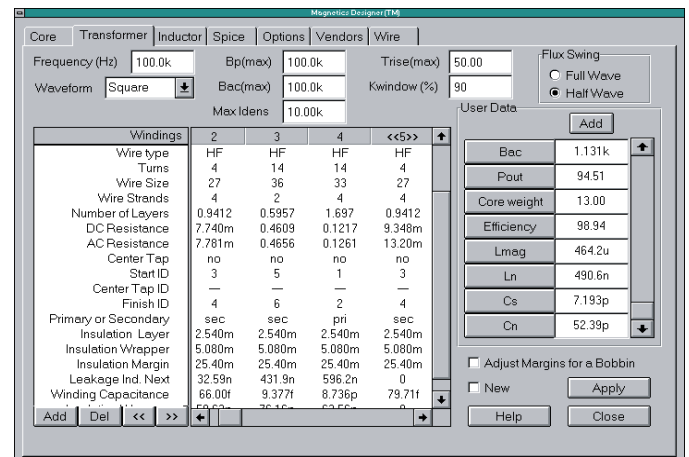 Magnetics Designer(TM)
Core Transformer Inductor Spice Options Vendors Wire
Frequency (Hz) 100.0k Bp(max) 100.0k Trise(max) 50.00 Flux Swing
Waveform Square Bac(max) 100.0k Kwindow (%) 90 Full Wave
Max Idens 10.00k Half Wave
User Data
Add
Windings 2 3 4 <<5>>
Wire type HF HF HF HF
Turns 4 14 14 4
Wire Size 27 36 33 27
Wire Strands 4 2 4 4
Number of Layers 0.9412 0.5957 1.697 0.9412
DC Resistance 7.740m 0.4609 0.1217 9.348m
AC Resistance 7.781m 0.4656 0.1261 13.20m
Center Tap no no no no
Start ID 3 5 1 3
Center Tap ID — — — —
Finish ID 4 6 2 4
Primary or Secondary sec sec pri sec
Insulation Layer 2.540m 2.540m 2.540m 2.540m
Insulation Wrapper 5.080m 5.080m 5.080m 5.080m
Insulation Margin 25.40m 25.40m 25.40m 25.40m
Leakage Ind. Next 32.59n 431.9n 596.2n 0
Winding Capacitance 66.00f 9.377f 8.736p 79.71f
Add Del << >>
Bac 1.131k
Pout 94.51
Core weight 13.00
Efficiency 98.94
Lmag 464.2u
Ln 490.6n
Cs 7.193p
Cn 52.39p
Adjust Margins for a Bobbin
New Apply
Help Close